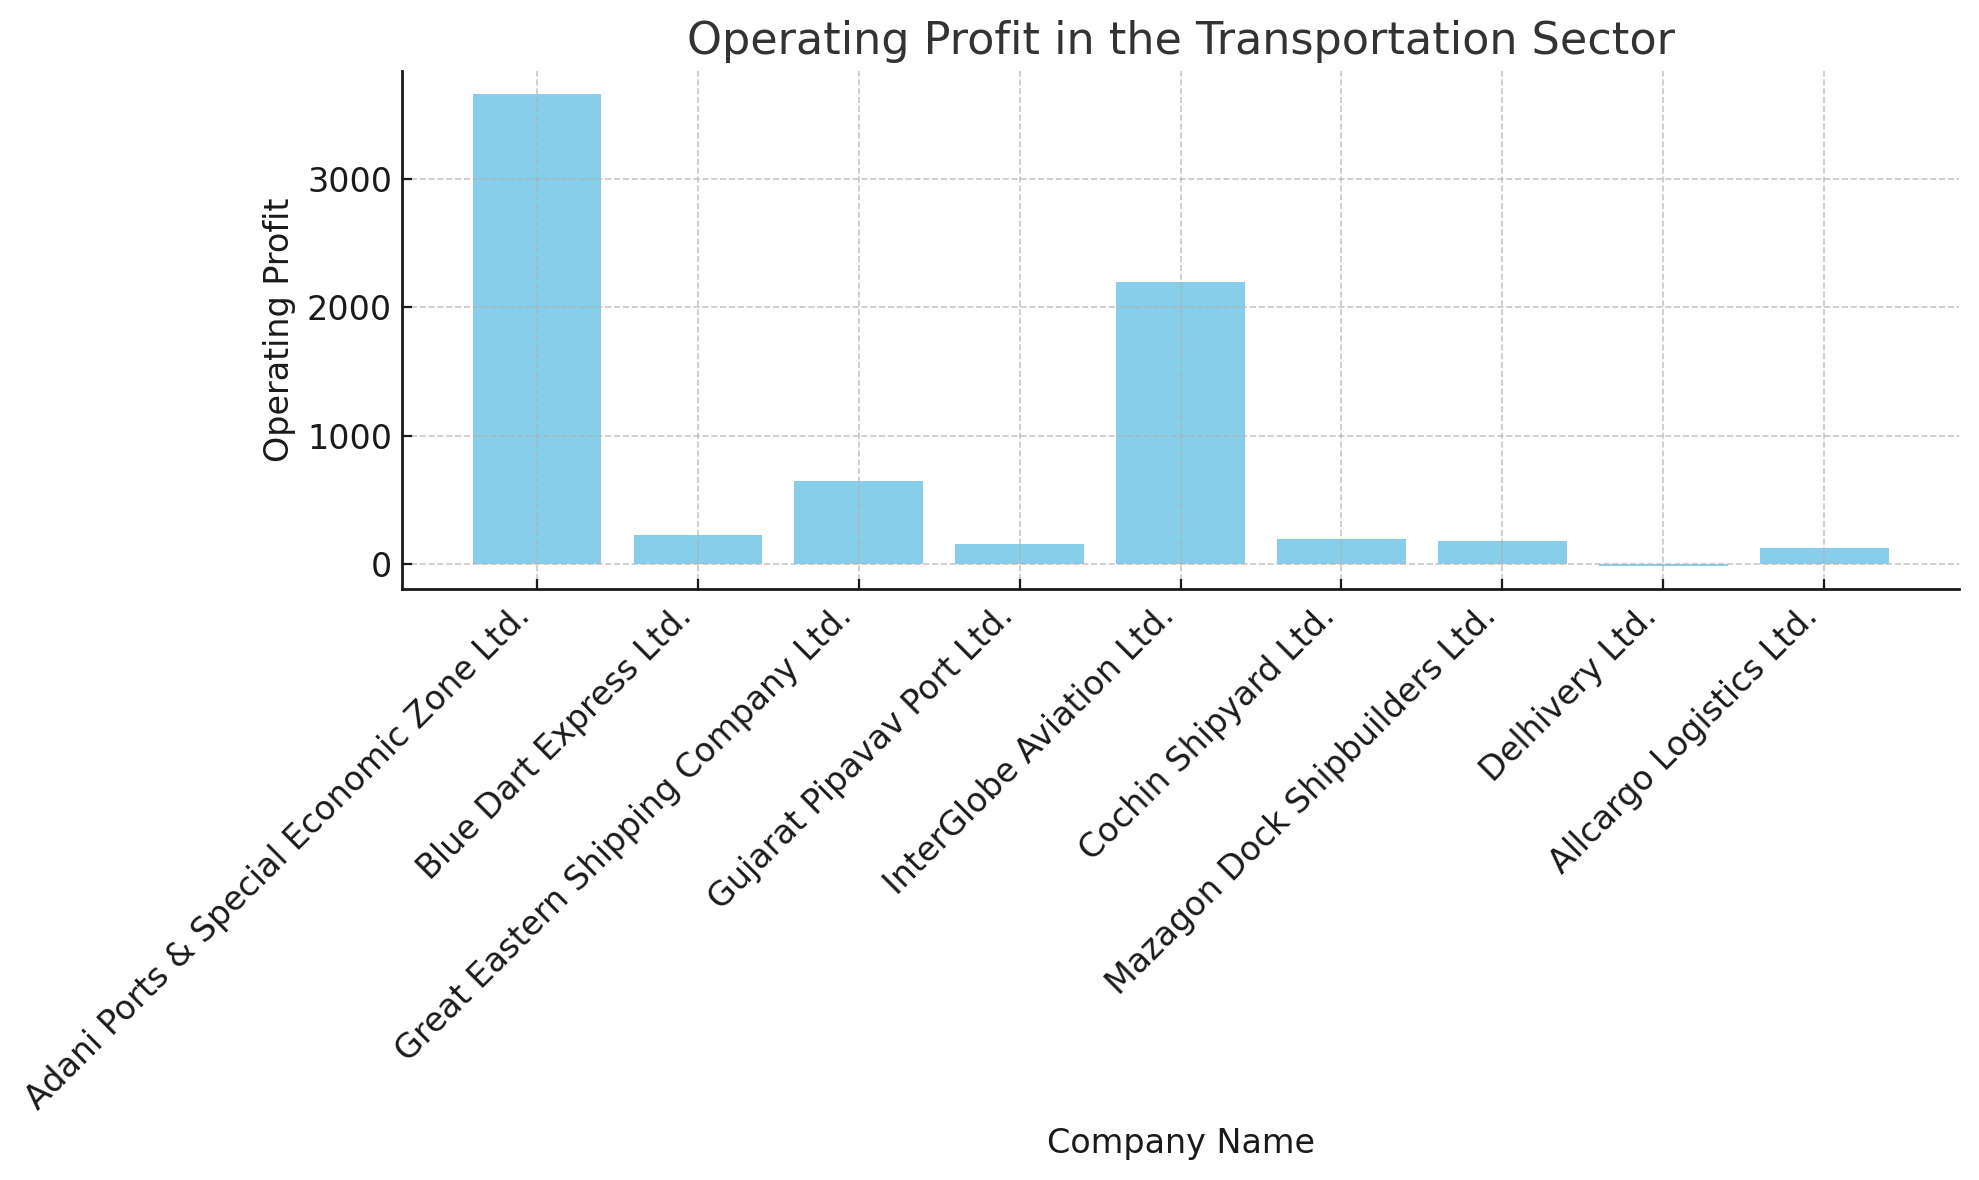 Operating Profit in the Transportation Sector
Operating Profit
3000
2000
1000
0
Adani Ports & Special Economic Zone Ltd.
Blue Dart Express Ltd.
Great Eastern Shipping Company Ltd.
Gujarat Pipavav Port Ltd.
InterGlobe Aviation Ltd.
Cochin Shipyard Ltd.
Mazagon Dock Shipbuilders Ltd.
Delhivery Ltd.
Allcargo Logistics Ltd.
Company Name